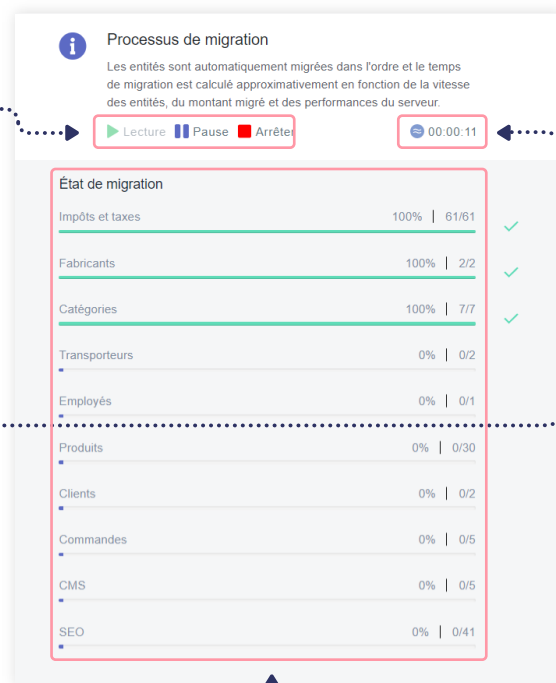 Processus de migration
Les entités sont automatiquement migrées dans l'ordre et le temps
de migration est calculé approximativement en fonction de la vitesse
des entités, du montant migré et des performances du serveur.
Lecture Pause Arrêter 00:00:11
État de migration
Impôts et taxes 100% | 61/61
Fabricants 100% | 2/2
Catégories 100% | 7/7
Transporteurs 0% | 0/2
Employés 0% | 0/1
Produits 0% | 0/30
Clients 0% | 0/2
Commandes 0% | 0/5
CMS 0% | 0/5
SEO 0% | 0/41